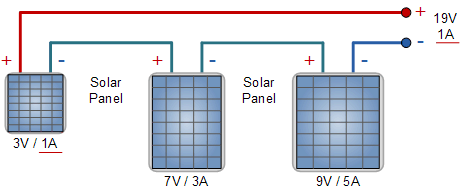 +
19V
-
1A
+
-
Solar
Panel
+
-
Solar
Panel
+
-
3V / 1A
7V / 3A
9V / 5A